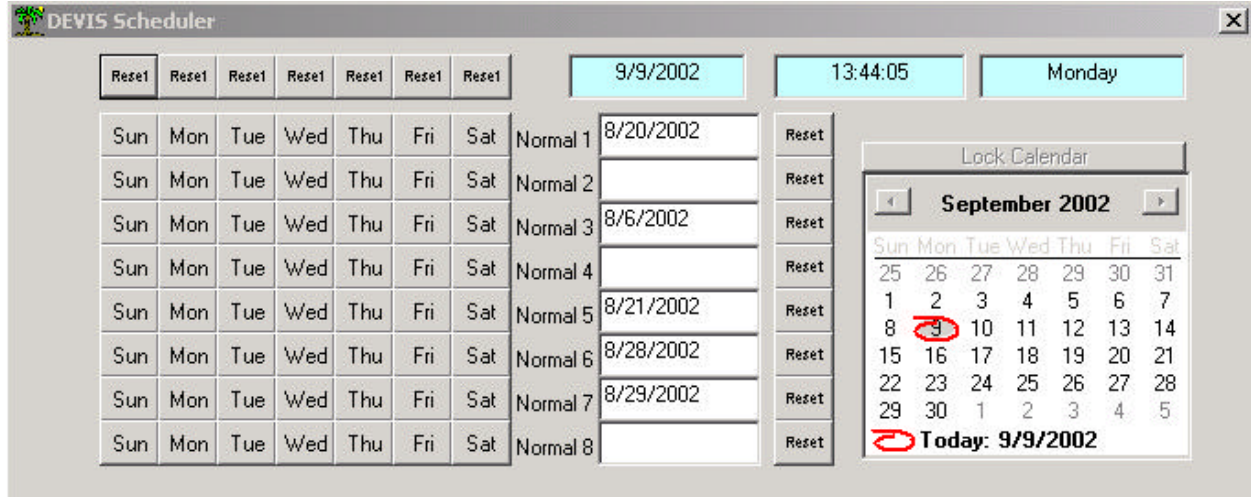 DEVIS Scheduler
Reset Reset Reset Reset Reset Reset Reset 9/9/2002 13:44:05 Monday
Sun Mon Tue Wed Thu Fri Sat Normal 1 8/20/2002 Reset
Sun Mon Tue Wed Thu Fri Sat Normal 2 Reset
Sun Mon Tue Wed Thu Fri Sat Normal 3 8/6/2002 Reset
Sun Mon Tue Wed Thu Fri Sat Normal 4 Reset
Sun Mon Tue Wed Thu Fri Sat Normal 5 8/21/2002 Reset
Sun Mon Tue Wed Thu Fri Sat Normal 6 8/28/2002 Reset
Sun Mon Tue Wed Thu Fri Sat Normal 7 8/29/2002 Reset
Sun Mon Tue Wed Thu Fri Sat Normal 8 Reset
Lock Calendar
September 2002
Sun Mon Tue Wed Thu Fri Sat
25 26 27 28 29 30 31
1 2 3 4 5 6 7
8 9 10 11 12 13 14
15 16 17 18 19 20 21
22 23 24 25 26 27 28
29 30 1 2 3 4 5
Today: 9/9/2002